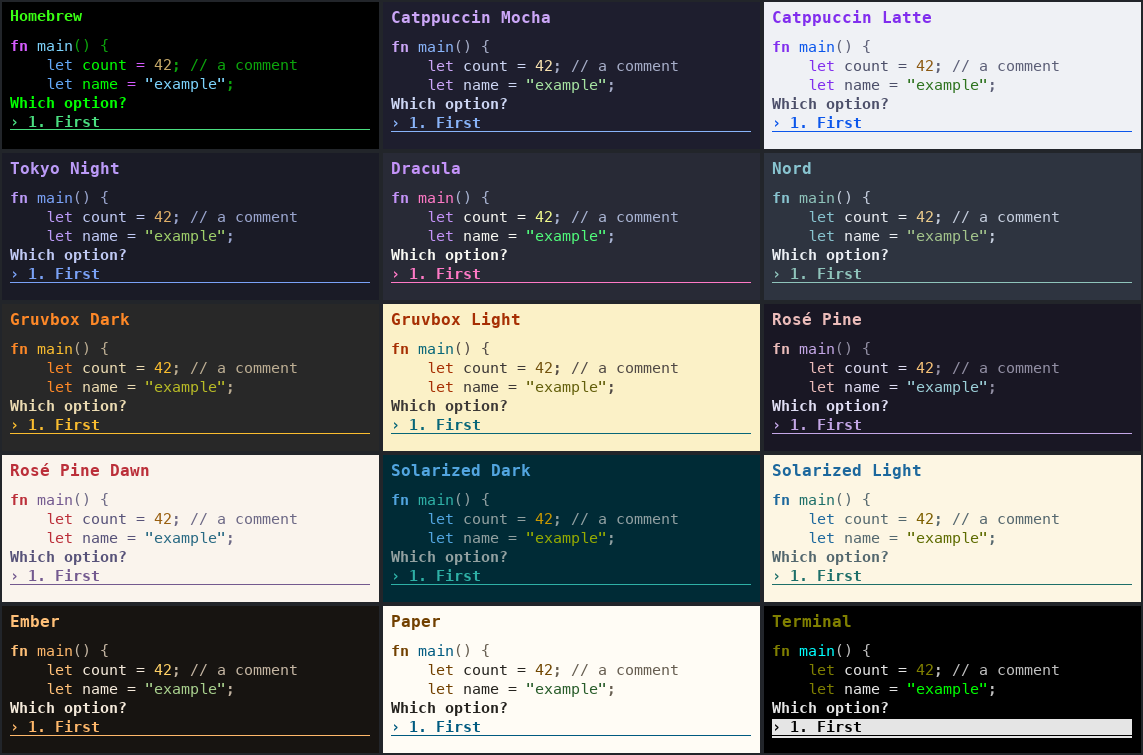 Homebrew
fn main() {
    let count = 42; // a comment
    let name = "example";
Which option?
› 1. First
Catppuccin Mocha
fn main() {
    let count = 42; // a comment
    let name = "example";
Which option?
› 1. First
Catppuccin Latte
fn main() {
    let count = 42; // a comment
    let name = "example";
Which option?
› 1. First
Tokyo Night
fn main() {
    let count = 42; // a comment
    let name = "example";
Which option?
› 1. First
Dracula
fn main() {
    let count = 42; // a comment
    let name = "example";
Which option?
› 1. First
Nord
fn main() {
    let count = 42; // a comment
    let name = "example";
Which option?
› 1. First
Gruvbox Dark
fn main() {
    let count = 42; // a comment
    let name = "example";
Which option?
› 1. First
Gruvbox Light
fn main() {
    let count = 42; // a comment
    let name = "example";
Which option?
› 1. First
Rosé Pine
fn main() {
    let count = 42; // a comment
    let name = "example";
Which option?
› 1. First
Rosé Pine Dawn
fn main() {
    let count = 42; // a comment
    let name = "example";
Which option?
› 1. First
Solarized Dark
fn main() {
    let count = 42; // a comment
    let name = "example";
Which option?
› 1. First
Solarized Light
fn main() {
    let count = 42; // a comment
    let name = "example";
Which option?
› 1. First
Ember
fn main() {
    let count = 42; // a comment
    let name = "example";
Which option?
› 1. First
Paper
fn main() {
    let count = 42; // a comment
    let name = "example";
Which option?
› 1. First
Terminal
fn main() {
    let count = 42; // a comment
    let name = "example";
Which option?
› 1. First